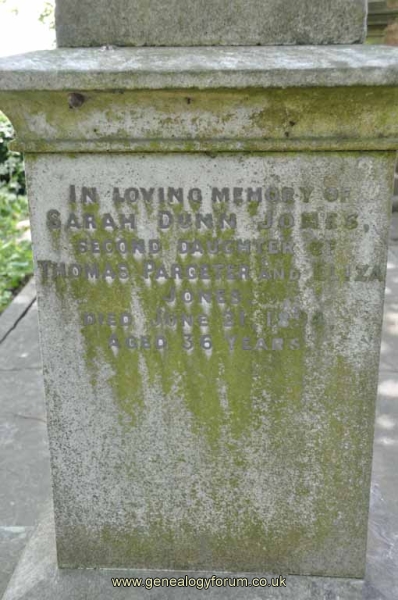 IN LOVING MEMORY OF
SARAH DUNN JONES,
SECOND DAUGHTER OF
THOMAS PARGETER AND ELIZA
JONES
DIED JUNE 21,
AGED 36 YEARS
www.genealogyforum.co.uk